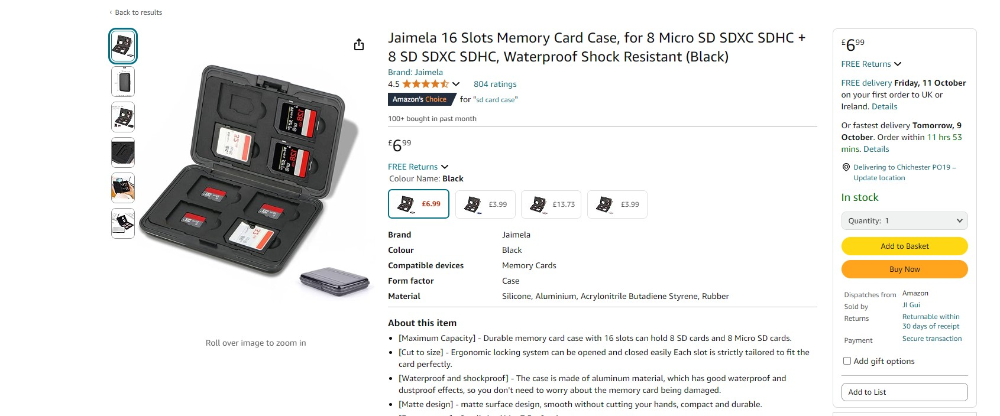 ‹ Back to results
Jaimela 16 Slots Memory Card Case, for 8 Micro SD SDXC SDHC +
8 SD SDXC SDHC, Waterproof Shock Resistant (Black)
Brand: Jaimela
4.5 804 ratings
Amazon's Choice for "sd card case"
100+ bought in past month
£6.99
FREE Returns
Colour Name: Black
£6.99 £3.99 £13.73 £3.99
Brand Jaimela
Colour Black
Compatible devices Memory Cards
Form factor Case
Material Silicone, Aluminium, Acrylonitrile Butadiene Styrene, Rubber
About this item
• [Maximum Capacity] - Durable memory card case with 16 slots can hold 8 SD cards and 8 Micro SD cards.
• [Cut to size] - Ergonomic locking system can be opened and closed easily Each slot is strictly tailored to fit the
card perfectly.
• [Waterproof and shockproof] - The case is made of aluminum material, which has good waterproof and
dustproof effects, so you don't need to worry about the memory card being damaged.
• [Matte design] - matte surface design, smooth without cutting your hands, compact and durable.
Roll over image to zoom in
128
32
128
32
£6.99
FREE Returns
FREE delivery Friday, 11 October
on your first order to UK or
Ireland. Details
Or fastest delivery Tomorrow, 9
October. Order within 11 hrs 53
mins. Details
Delivering to Chichester PO19 –
Update location
In stock
Quantity: 1
Add to Basket
Buy Now
Dispatches from Amazon
Sold by JI Gui
Returns Returnable within
30 days of receipt
Payment Secure transaction
Add gift options
Add to List